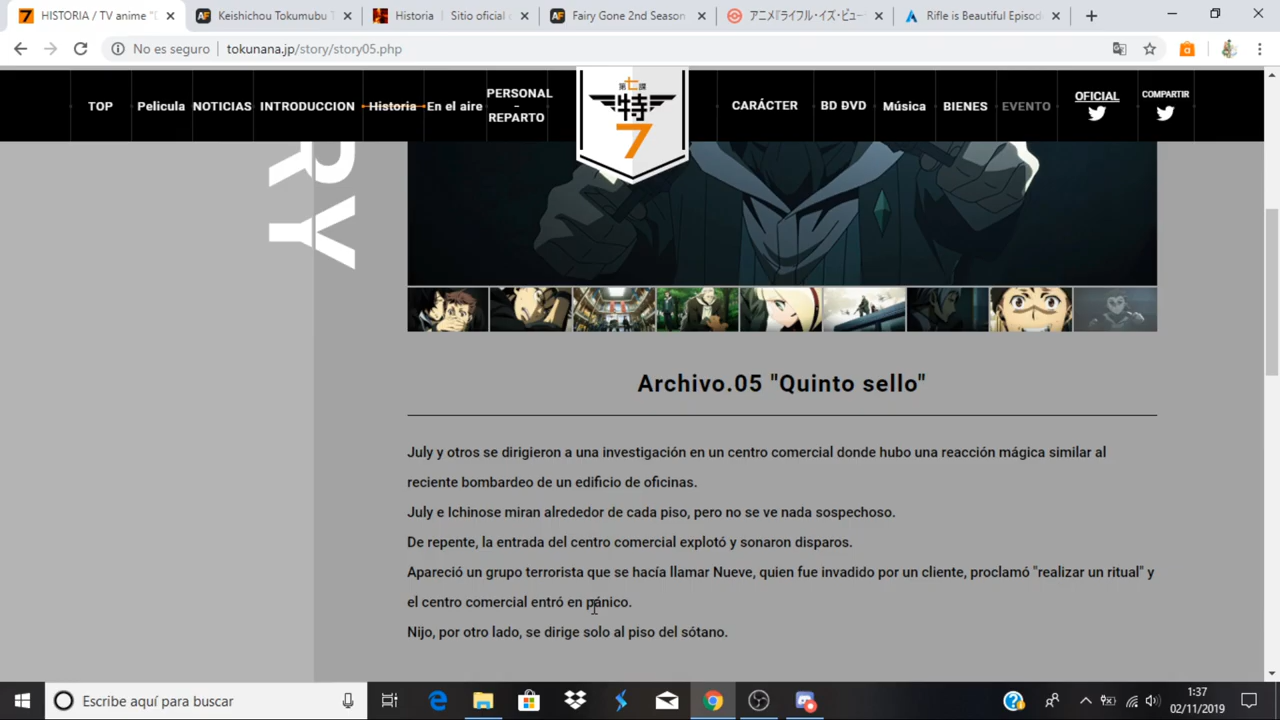 HISTORIA / TV anime "D
Keishichou Tokumubu T
Historia | Sitio oficial d
Fairy Gone 2nd Season
アニメ『ライフル・イズ・ビュー
Rifle is Beautiful Episod
No es seguro | tokunana.jp/story/story05.php
TOP
Pelicula
NOTICIAS
INTRODUCCION
Historia
En el aire
PERSONAL
-
REPARTO
第七課
特
7
CARÁCTER
BD ĐVD
Música
BIENES
EVENTO
OFICIAL
COMPARTIR
RY
Archivo.05 "Quinto sello"
July y otros se dirigieron a una investigación en un centro comercial donde hubo una reacción mágica similar al
reciente bombardeo de un edificio de oficinas.
July e Ichinose miran alrededor de cada piso, pero no se ve nada sospechoso.
De repente, la entrada del centro comercial explotó y sonaron disparos.
Apareció un grupo terrorista que se hacía llamar Nueve, quien fue invadido por un cliente, proclamó "realizar un ritual" y
el centro comercial entró en pánico.
Nijo, por otro lado, se dirige solo al piso del sótano.
Escribe aquí para buscar
1:37
02/11/2019